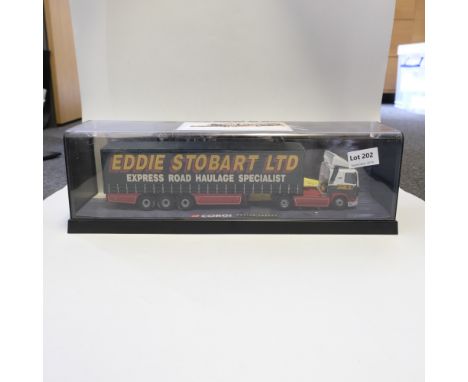 Lot 202
EDDIE STOBART LTD
EXPRESS ROAD HAULAGE SPECIALIST
CORGI